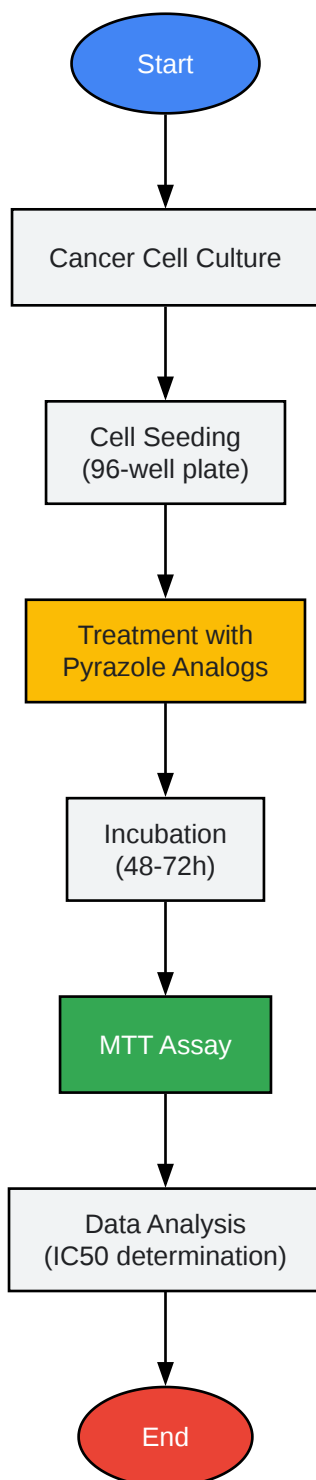 Start
Cancer Cell Culture
Cell Seeding
(96-well plate)
Treatment with
Pyrazole Analogs
Incubation
(48-72h)
MTT Assay
Data Analysis
(IC50 determination)
End